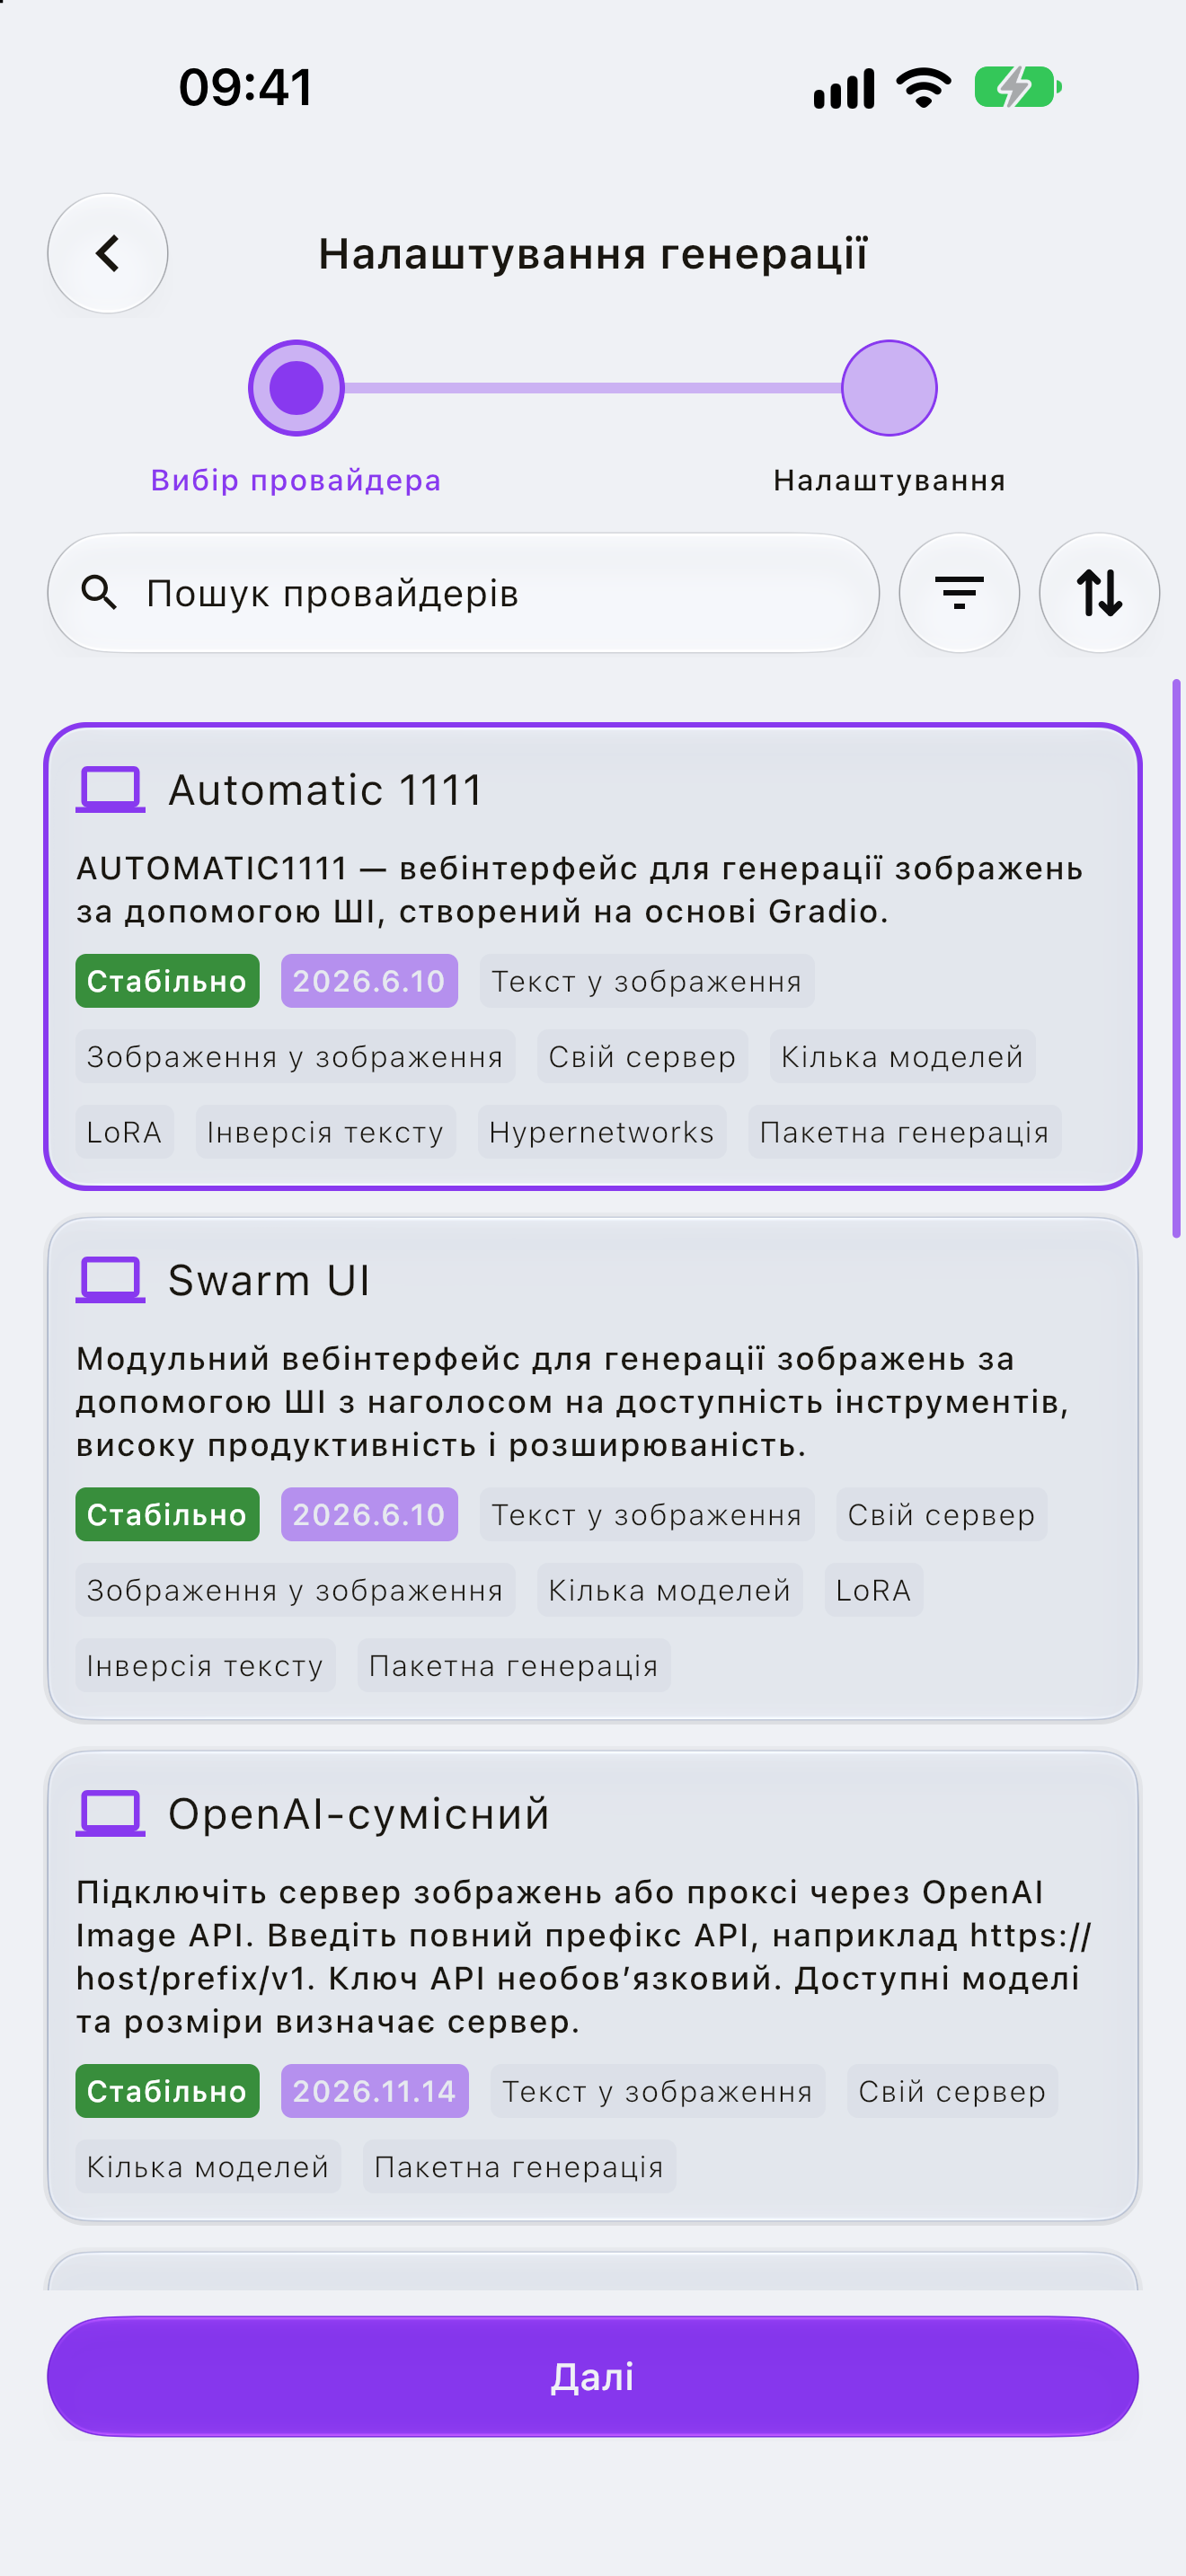 09:41
Налаштування генерації
Вибір провайдера
Налаштування
Пошук провайдерів
Automatic 1111
AUTOMATIC1111 — вебінтерфейс для генерації зображень
за допомогою ШІ, створений на основі Gradio.
Стабільно 2026.6.10 Текст у зображення
Зображення у зображення Свій сервер Кілька моделей
LoRA Інверсія тексту Hypernetworks Пакетна генерація
Swarm UI
Модульний вебінтерфейс для генерації зображень за
допомогою ШІ з наголосом на доступність інструментів,
високу продуктивність і розширюваність.
Стабільно 2026.6.10 Текст у зображення Свій сервер
Зображення у зображення Кілька моделей LoRA
Інверсія тексту Пакетна генерація
OpenAI-сумісний
Підключіть сервер зображень або проксі через OpenAI
Image API. Введіть повний префікс API, наприклад https://
host/prefix/v1. Ключ API необов’язковий. Доступні моделі
та розміри визначає сервер.
Стабільно 2026.11.14 Текст у зображення Свій сервер
Кілька моделей Пакетна генерація
Далі